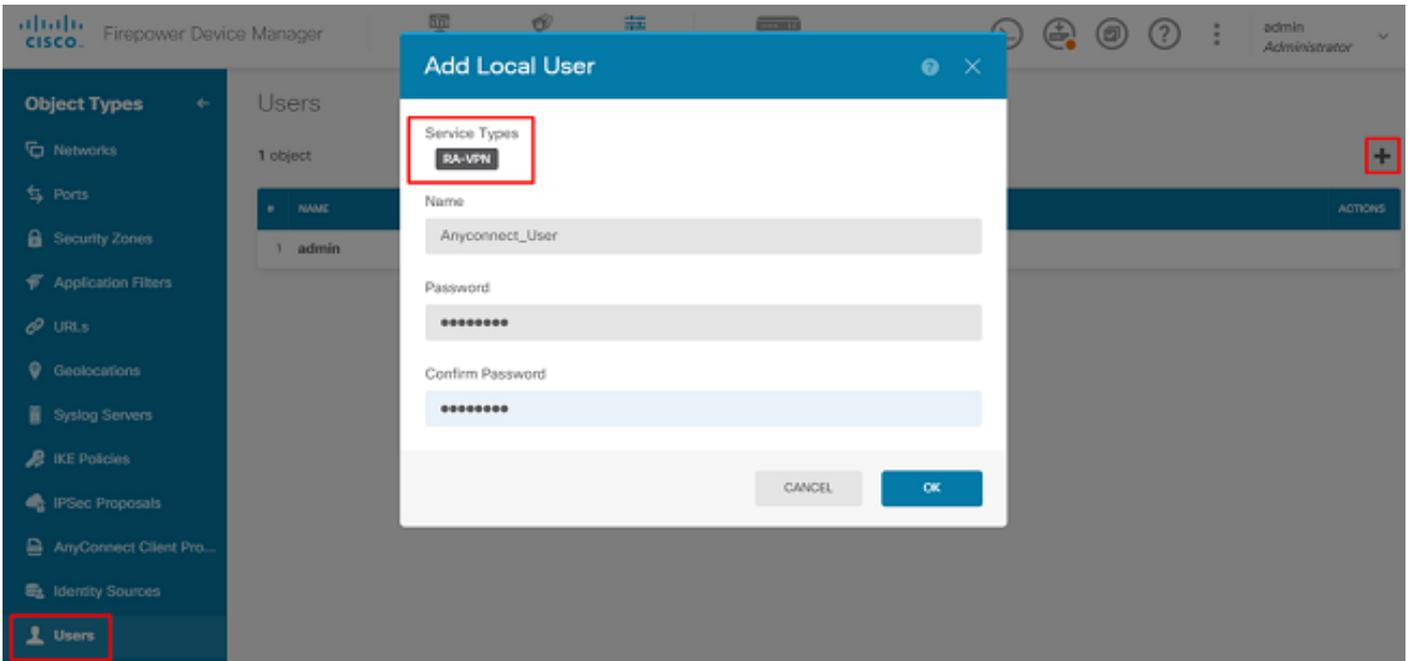 CISCO
Firepower Device Manager
admin
Administrator
Object Types
Networks
Ports
Security Zones
Application Filters
URLs
Geolocations
Syslog Servers
IKE Policies
IPSec Proposals
AnyConnect Client Pro...
Identity Sources
Users
Users
1 object
# NAME
ACTIONS
1 admin
Add Local User
Service Types
RA-VPN
Name
Anyconnect_User
Password
●●●●●●●●
Confirm Password
●●●●●●●●
CANCEL
OK